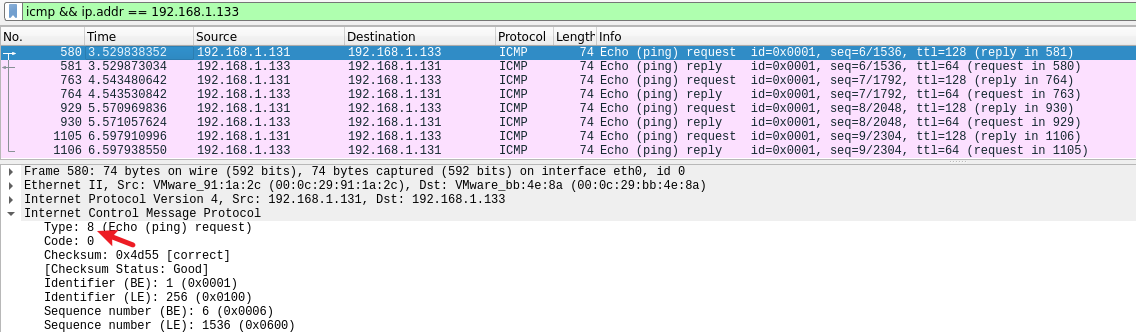 icmp && ip.addr == 192.168.1.133
No. Time Source Destination Protocol Length Info
580 3.529838352 192.168.1.131 192.168.1.133 ICMP 74 Echo (ping) request id=0x0001, seq=6/1536, ttl=128 (reply in 581)
581 3.529873034 192.168.1.133 192.168.1.131 ICMP 74 Echo (ping) reply id=0x0001, seq=6/1536, ttl=64 (request in 580)
763 4.543480642 192.168.1.131 192.168.1.133 ICMP 74 Echo (ping) request id=0x0001, seq=7/1792, ttl=128 (reply in 764)
764 4.543530842 192.168.1.133 192.168.1.131 ICMP 74 Echo (ping) reply id=0x0001, seq=7/1792, ttl=64 (request in 763)
929 5.570969836 192.168.1.131 192.168.1.133 ICMP 74 Echo (ping) request id=0x0001, seq=8/2048, ttl=128 (reply in 930)
930 5.571057624 192.168.1.133 192.168.1.131 ICMP 74 Echo (ping) reply id=0x0001, seq=8/2048, ttl=64 (request in 929)
1105 6.597910996 192.168.1.131 192.168.1.133 ICMP 74 Echo (ping) request id=0x0001, seq=9/2304, ttl=128 (reply in 1106)
1106 6.597938550 192.168.1.133 192.168.1.131 ICMP 74 Echo (ping) reply id=0x0001, seq=9/2304, ttl=64 (request in 1105)
Frame 580: 74 bytes on wire (592 bits), 74 bytes captured (592 bits) on interface eth0, id 0
Ethernet II, Src: VMware_91:1a:2c (00:0c:29:91:1a:2c), Dst: VMware_bb:4e:8a (00:0c:29:bb:4e:8a)
Internet Protocol Version 4, Src: 192.168.1.131, Dst: 192.168.1.133
Internet Control Message Protocol
Type: 8 (Echo (ping) request)
Code: 0
Checksum: 0x4d55 [correct]
[Checksum Status: Good]
Identifier (BE): 1 (0x0001)
Identifier (LE): 256 (0x0100)
Sequence number (BE): 6 (0x0006)
Sequence number (LE): 1536 (0x0600)